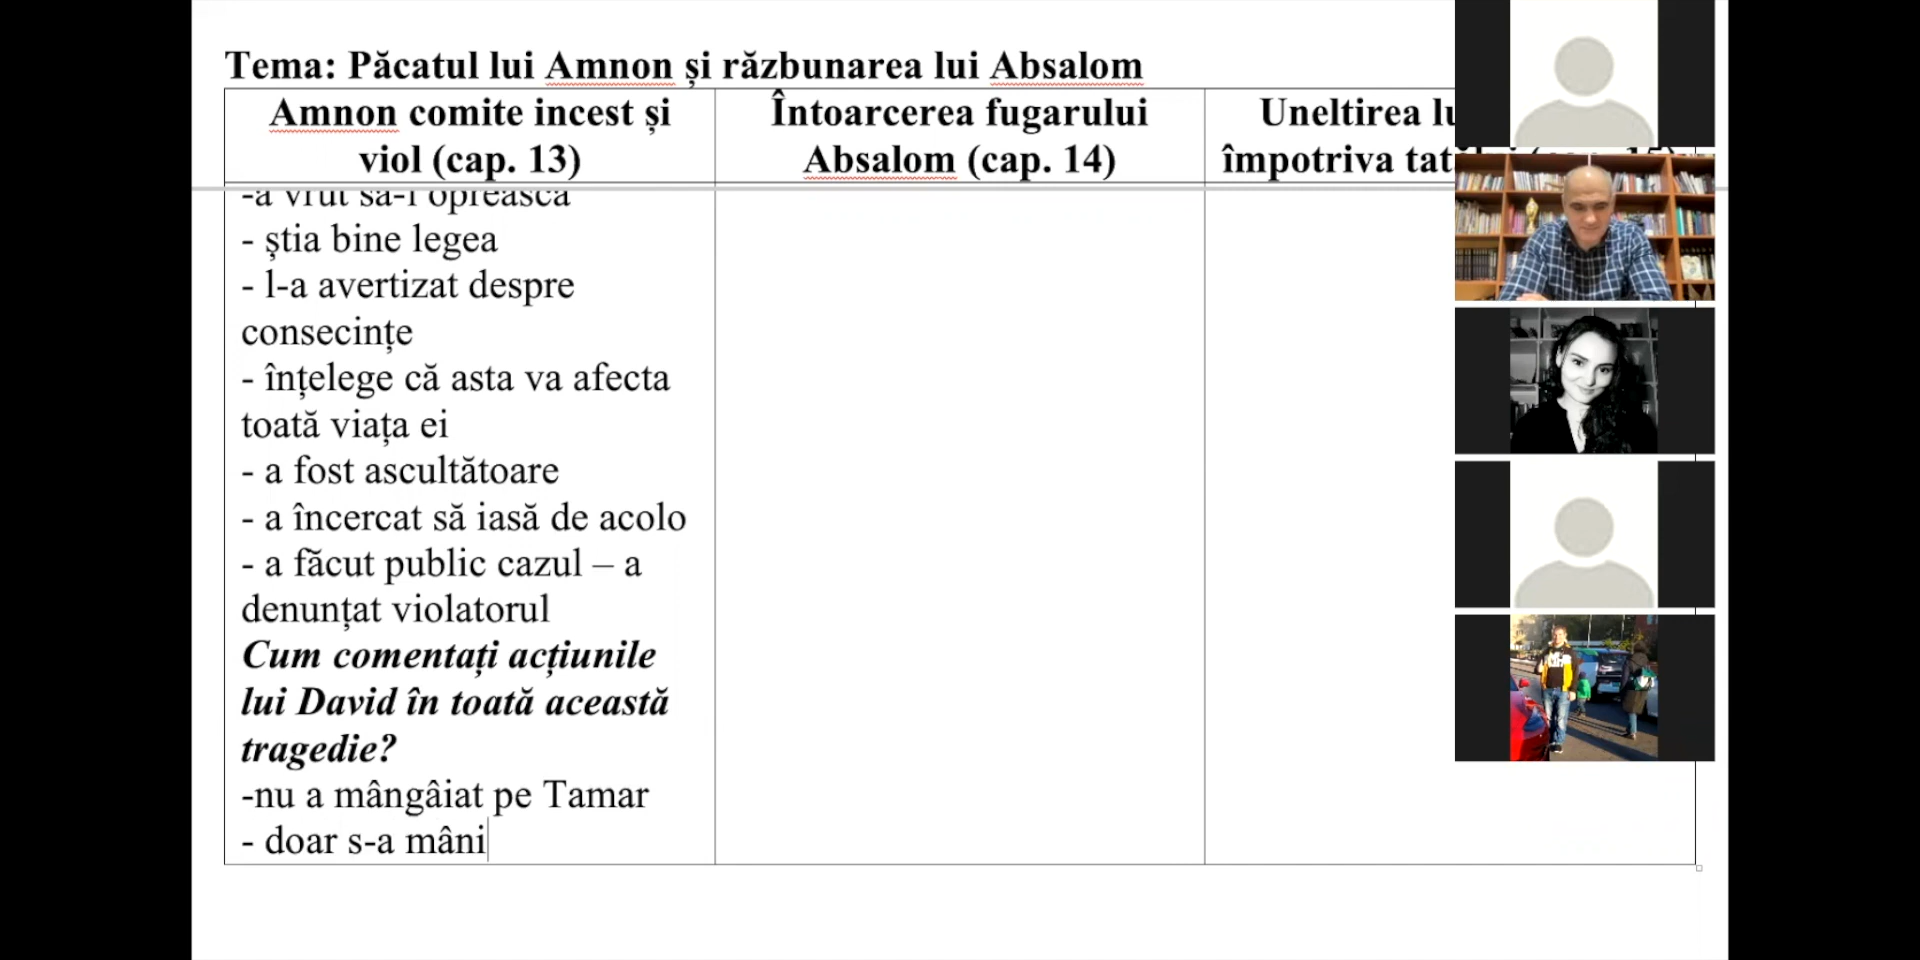 Tema: Păcatul lui Amnon și răzbunarea lui Absalom
Amnon comite incest și
viol (cap. 13)
Întoarcerea fugarului
Absalom (cap. 14)
Uneltirea
împotriva
-a vrut să-l oprească
- știa bine legea
- l-a avertizat despre
consecințe
- înțelege că asta va afecta
toată viața ei
- a fost ascultătoare
- a încercat să iasă de acolo
- a făcut public cazul – a
denunțat violatorul
Cum comentați acțiunile
lui David în toată această
tragedie?
-nu a mângâiat pe Tamar
- doar s-a mâni